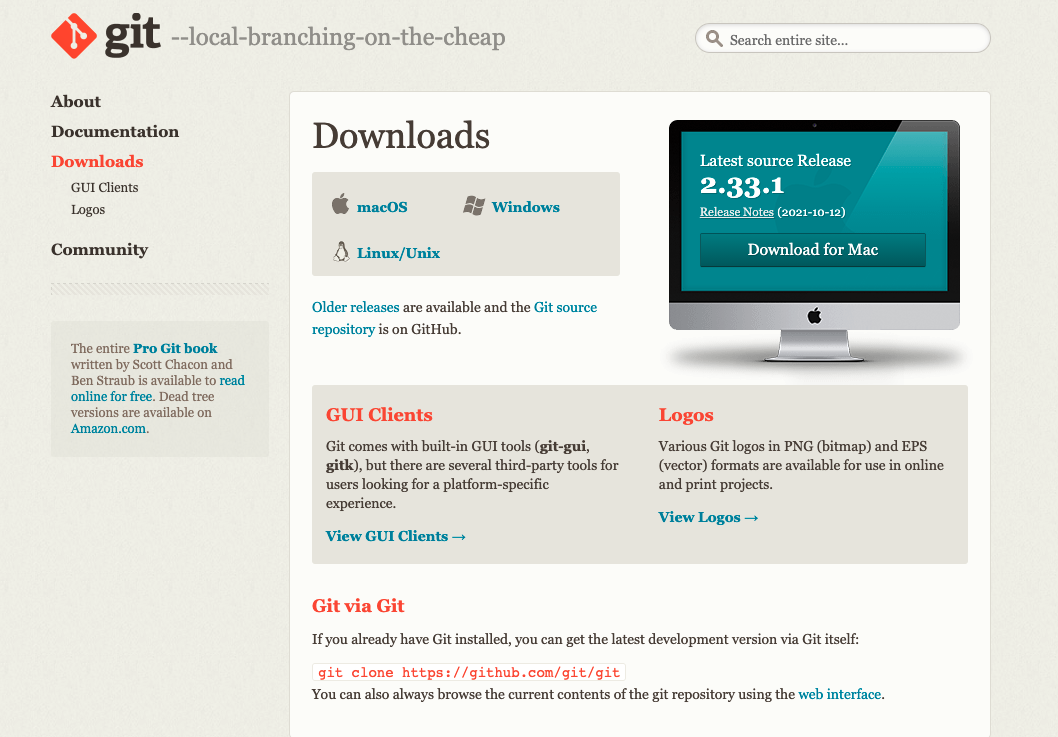 git --local-branching-on-the-cheap
Search entire site...
About
Documentation
Downloads
GUI Clients
Logos
Community
The entire Pro Git book
written by Scott Chacon and
Ben Straub is available to read
online for free. Dead tree
versions are available on
Amazon.com.
Downloads
macOS
Windows
Linux/Unix
Older releases are available and the Git source
repository is on GitHub.
Latest source Release
2.33.1
Release Notes (2021-10-12)
Download for Mac
GUI Clients
Git comes with built-in GUI tools (git-gui,
gitk), but there are several third-party tools for
users looking for a platform-specific
experience.
View GUI Clients →
Logos
Various Git logos in PNG (bitmap) and EPS
(vector) formats are available for use in online
and print projects.
View Logos →
Git via Git
If you already have Git installed, you can get the latest development version via Git itself:
git clone https://github.com/git/git
You can also always browse the current contents of the git repository using the web interface.